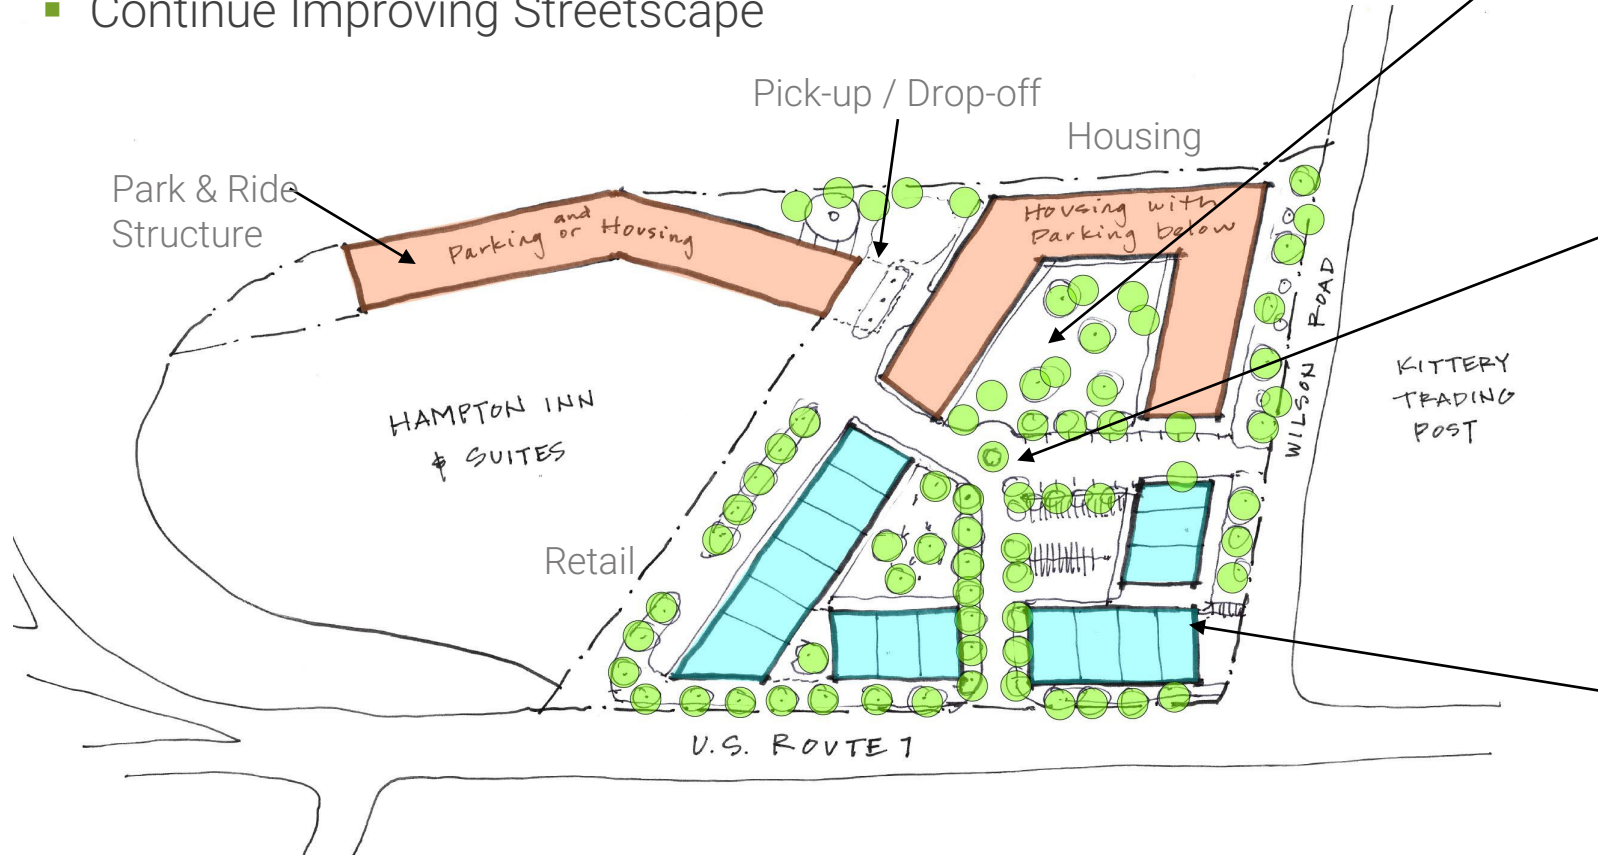 Continue Improving Streetscape
Pick-up / Drop-off
Housing
Park & Ride
Structure
Parking and or Housing
Housing with
Parking below
WILSON ROAD
KITTERY
TRADING
POST
HAMPTON INN
& SUITES
Retail
U.S. ROUTE 1